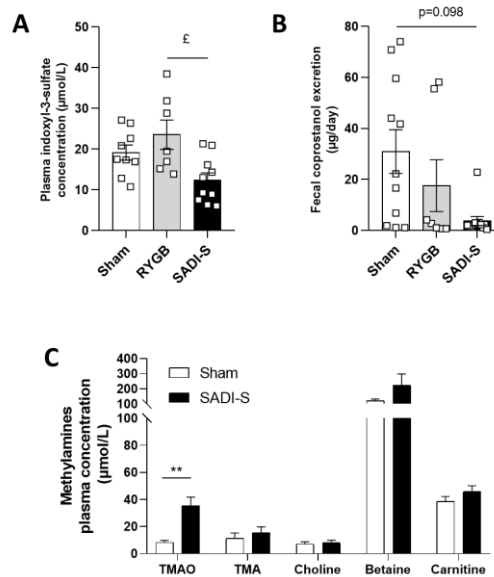 A
Plasma indoxyl-3-sulfate
concentration (µmol/L)
50
40
30
20
10
0
£
Sham
RYGB
SADI-S
B
Fecal coprostanol excretion
(µg/day)
80
60
40
20
0
p=0.098
Sham
RYGB
SADI-S
C
Methylamines
plasma concentration
(µmol/L)
400
300
200
100
100
80
60
40
20
0
Sham
SADI-S
**
TMAO
TMA
Choline
Betaine
Carnitine